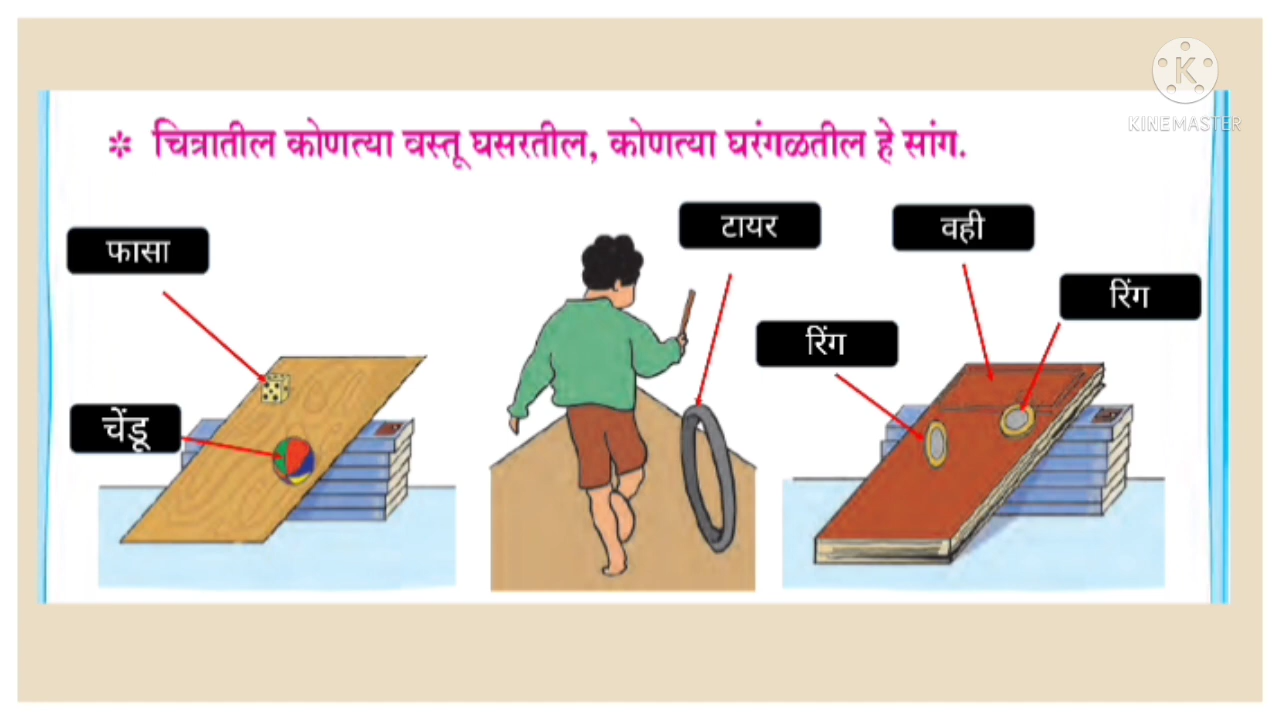 K
KINEMASTER
* चित्रातील कोणत्या वस्तू घसरतील, कोणत्या घरंगळतील हे सांग.
टायर
वही
फासा
रिंग
रिंग
चेंडू